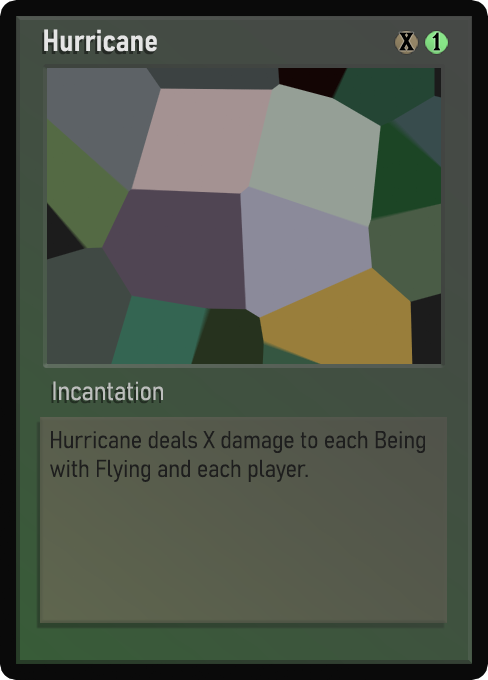 Hurricane X 1
Incantation
Hurricane deals X damage to each Being
with Flying and each player.